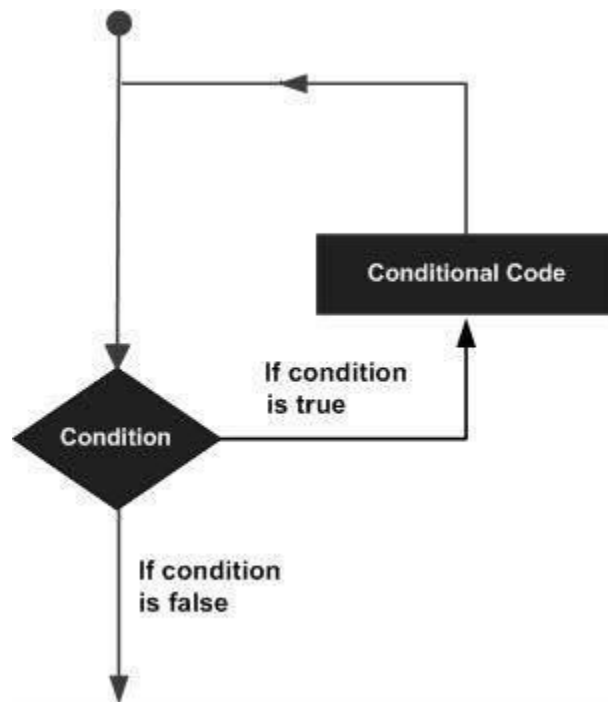 Conditional Code
If condition
is true
Condition
If condition
is false